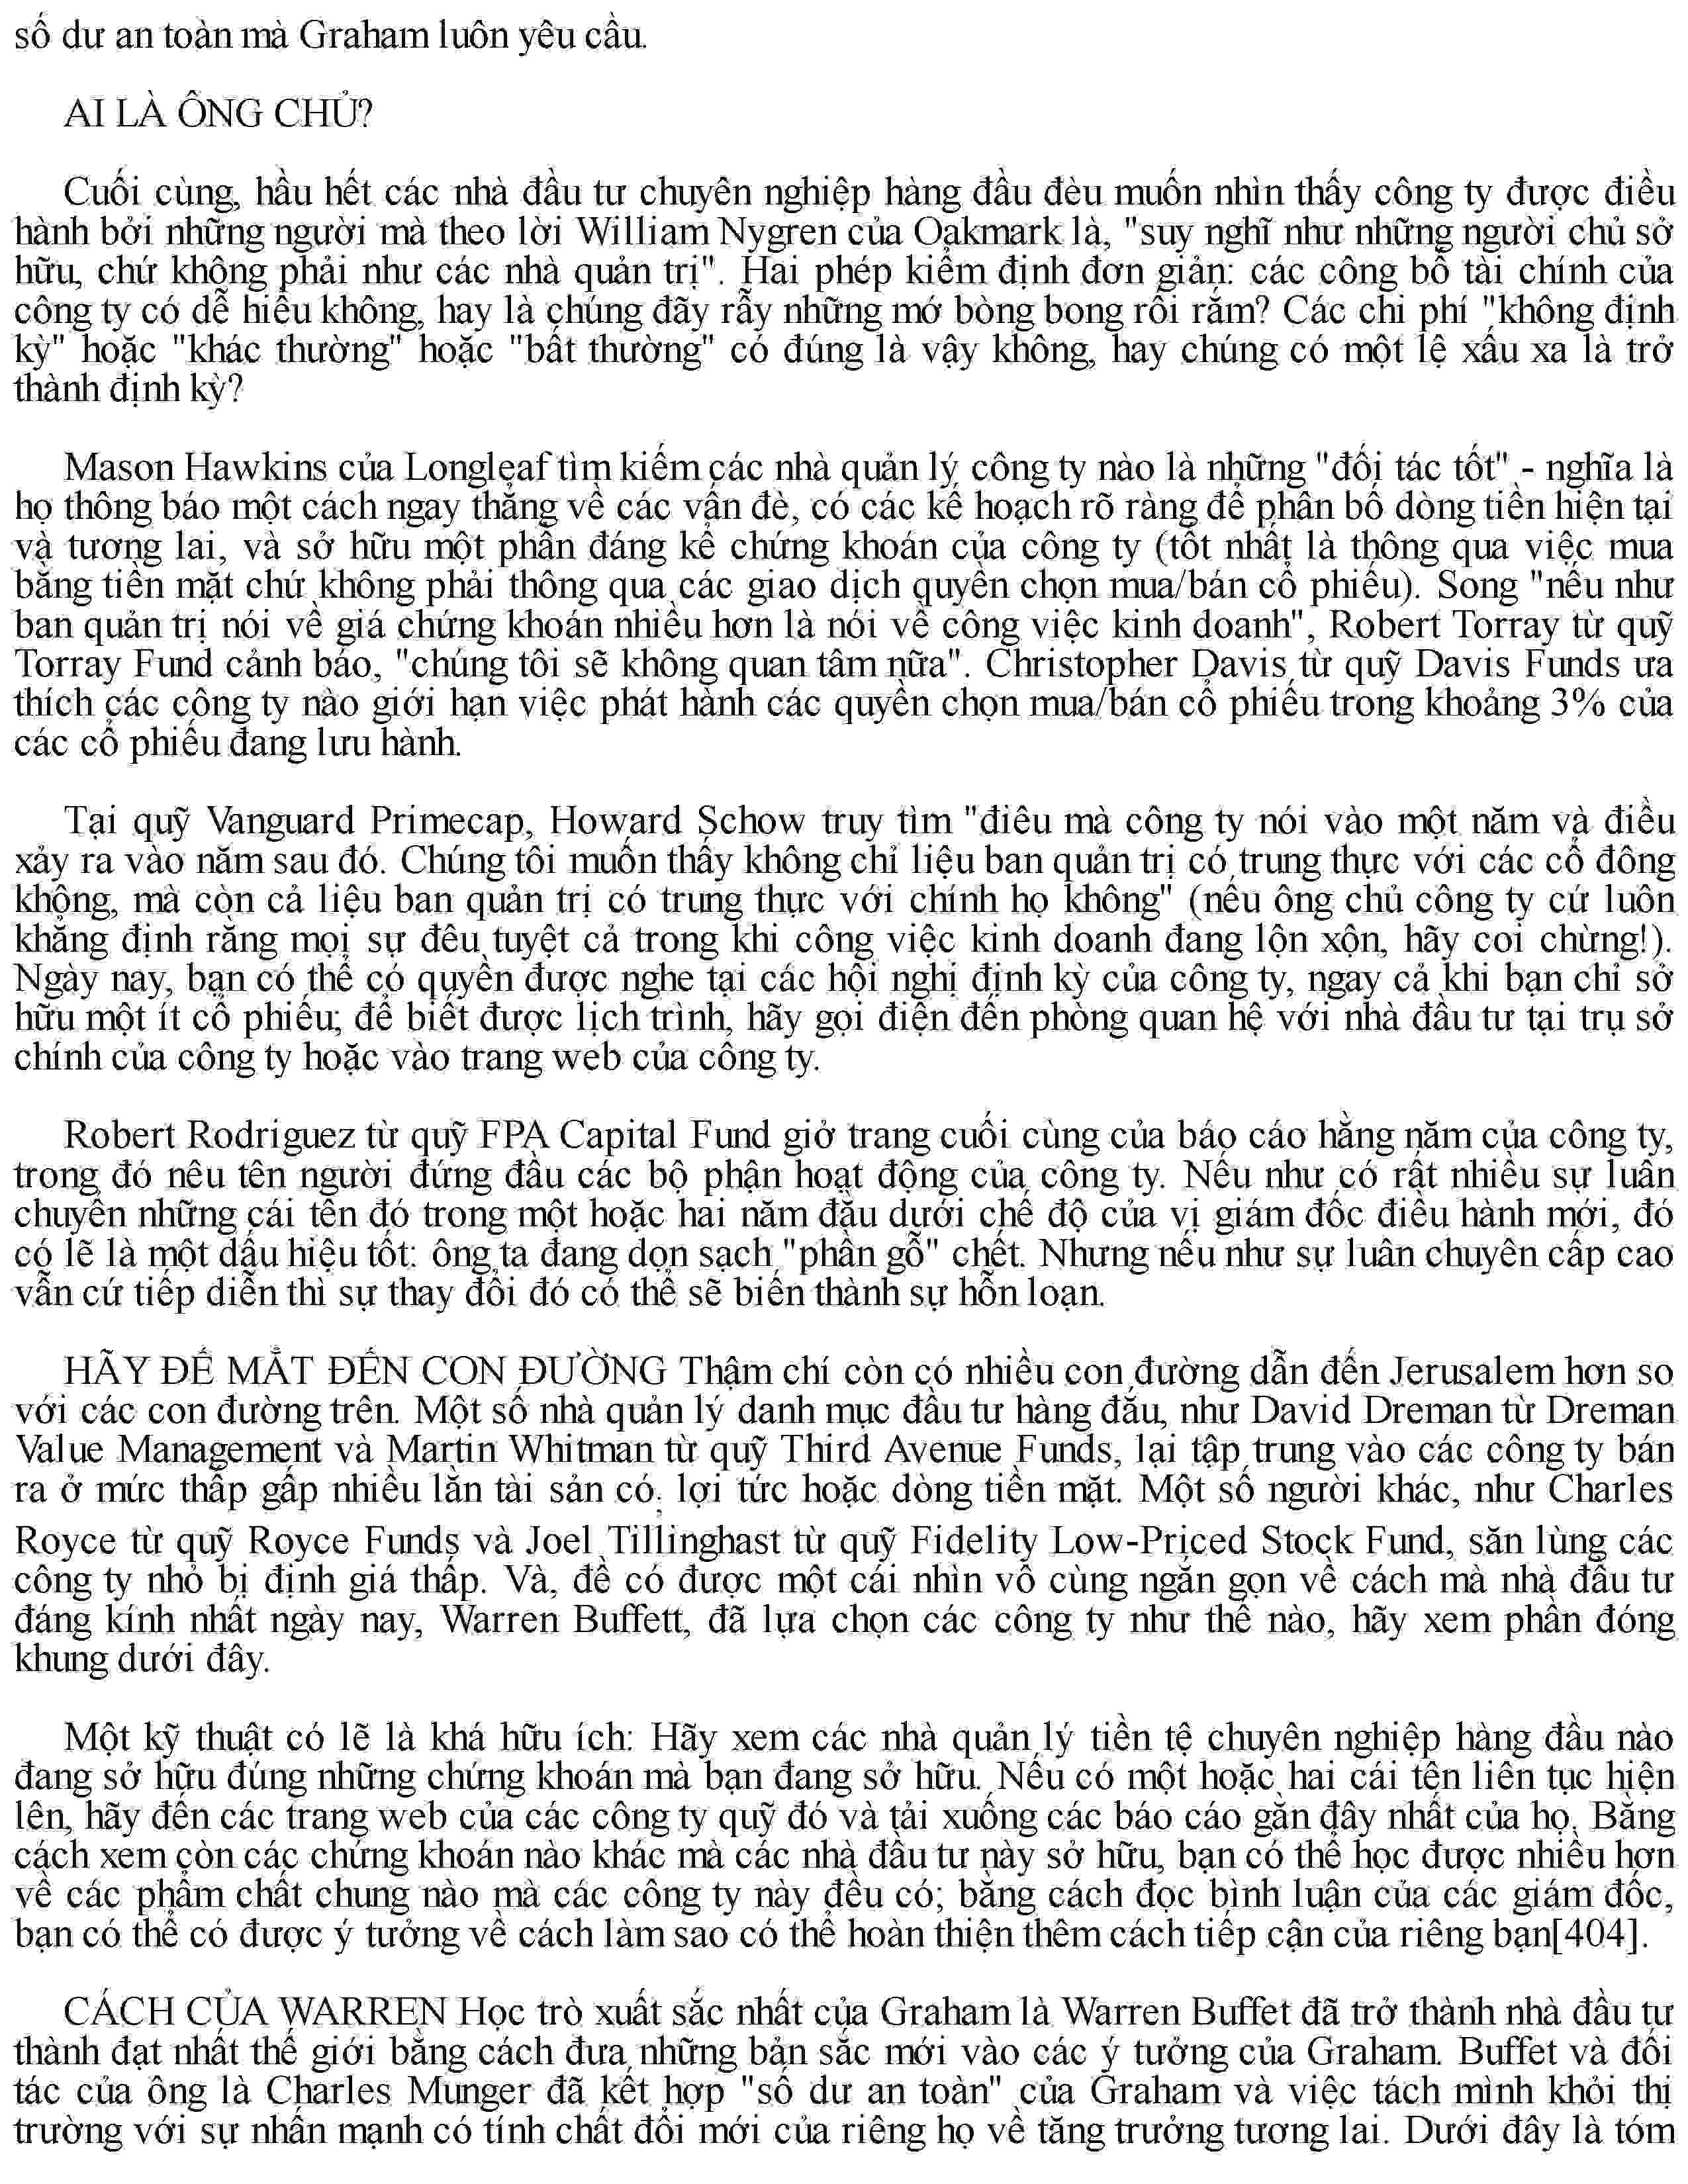 số dư an toàn mà Graham luôn yêu cầu.
AI LÀ ÔNG CHỦ?
Cuối cùng, hầu hết các nhà đầu tư chuyên nghiệp hàng đầu đèu muốn nhìn thấy công ty được điều
hành bởi những người mà theo lời William Nygren của Oakmark là, "suy nghĩ như những người chủ sở
hữu, chứ không phải như các nhà quản trị". Hai phép kiểm định đơn giản: các công bố tài chính của
công ty có dễ hiểu không, hay là chúng đãy rẫy những mớ bòng bong rối rắm? Các chi phí "không định
kỳ" hoặc "khác thường" hoặc "bất thường" có đúng là vậy không, hay chúng có một lệ xấu xa là trở
thành định kỳ?
Mason Hawkins của Longleaf tìm kiếm các nhà quản lý công ty nào là những "đối tác tốt" - nghĩa là
họ thông báo một cách ngay thẳng về các vấn đè, có các kế hoạch rõ ràng để phân bổ dòng tiền hiện tại
và tương lai, và sở hữu một phần đáng kể chứng khoán của công ty (tốt nhất là thông qua việc mua
bằng tiền mặt chứ không phải thông qua các giao dịch quyền chọn mua/bán cổ phiếu). Song "nếu như
ban quản trị nói về giá chứng khoán nhiều hơn là nói về công việc kinh doanh", Robert Torray từ quỹ
Torray Fund cảnh báo, "chúng tôi sẽ không quan tâm nữa". Christopher Davis từ quỹ Davis Funds ưa
thích các công ty nào giới hạn việc phát hành các quyền chọn mua/bán cổ phiếu trong khoảng 3% của
các cổ phiếu đang lưu hành.
Tại quỹ Vanguard Primecap, Howard Schow truy tìm "điêu mà công ty nói vào một năm và điều
xảy ra vào năm sau đó. Chúng tôi muốn thấy không chỉ liệu ban quản trị có trung thực với các cổ đông
không, mà còn cả liệu ban quản trị có trung thực với chính họ không" (nếu ông chủ công ty cứ luôn
khẳng định rằng mọi sự đêu tuyệt cả trong khi công việc kinh doanh đang lộn xộn, hãy coi chừng!).
Ngày nay, bạn có thể có quyền được nghe tại các hội nghị định kỳ của công ty, ngay cả khi bạn chỉ sở
hữu một ít cổ phiếu; để biết được lịch trình, hãy gọi điện đến phòng quan hệ với nhà đầu tư tại trụ sở
chính của công ty hoặc vào trang web của công ty.
Robert Rodriguez từ quỹ FPA Capital Fund giở trang cuối cùng của báo cáo hằng năm của công ty,
trong đó nêu tên người đứng đầu các bộ phận hoạt động của công ty. Nếu như có rất nhiều sự luân
chuyển những cái tên đó trong một hoặc hai năm đầu dưới chế độ của vị giám đốc điều hành mới, đó
có lẽ là một dấu hiệu tốt: ông ta đang dọn sạch "phần gỗ" chết. Nhưng nếu như sự luân chuyên cấp cao
vẫn cứ tiếp diễn thì sự thay đổi đó có thể sẽ biến thành sự hỗn loạn.
HÃY ĐỂ MẮT ĐẾN CON ĐƯỜNG Thậm chí còn có nhiều con đường dẫn đến Jerusalem hơn so
với các con đường trên. Một số nhà quản lý danh mục đầu tư hàng đầu, như David Dreman từ Dreman
Value Management và Martin Whitman từ quỹ Third Avenue Funds, lại tập trung vào các công ty bán
ra ở mức thấp gấp nhiều lần tài sản có, lợi tức hoặc dòng tiền mặt. Một số người khác, như Charles
Royce từ quỹ Royce Funds và Joel Tillinghast từ quỹ Fidelity Low-Priced Stock Fund, săn lùng các
công ty nhỏ bị định giá thấp. Và, đề có được một cái nhìn vô cùng ngắn gọn về cách mà nhà đầu tư
đáng kính nhất ngày nay, Warren Buffett, đã lựa chọn các công ty như thế nào, hãy xem phần đóng
khung dưới đây.
Một kỹ thuật có lẽ là khá hữu ích: Hãy xem các nhà quản lý tiền tệ chuyên nghiệp hàng đầu nào
đang sở hữu đúng những chứng khoán mà bạn đang sở hữu. Nếu có một hoặc hai cái tên liên tục hiện
lên, hãy đến các trang web của các công ty quỹ đó và tải xuống các báo cáo gần đây nhất của họ. Bằng
cách xem còn các chứng khoán nào khác mà các nhà đầu tư này sở hữu, bạn có thể học được nhiều hơn
về các phẩm chất chung nào mà các công ty này đều có; bằng cách đọc bình luận của các giám đốc,
bạn có thể có được ý tưởng về cách làm sao có thể hoàn thiện thêm cách tiếp cận của riêng bạn[404].
CÁCH CỦA WARREN Học trò xuất sắc nhất của Graham là Warren Buffet đã trở thành nhà đầu tư
thành đạt nhất thế giới bằng cách đưa những bản sắc mới vào các ý tưởng của Graham. Buffet và đối
tác của ông là Charles Munger đã kết hợp "số dư an toàn" của Graham và việc tách mình khỏi thị
trường với sự nhấn mạnh có tính chất đổi mới của riêng họ về tăng trưởng tương lai. Dưới đây là tóm